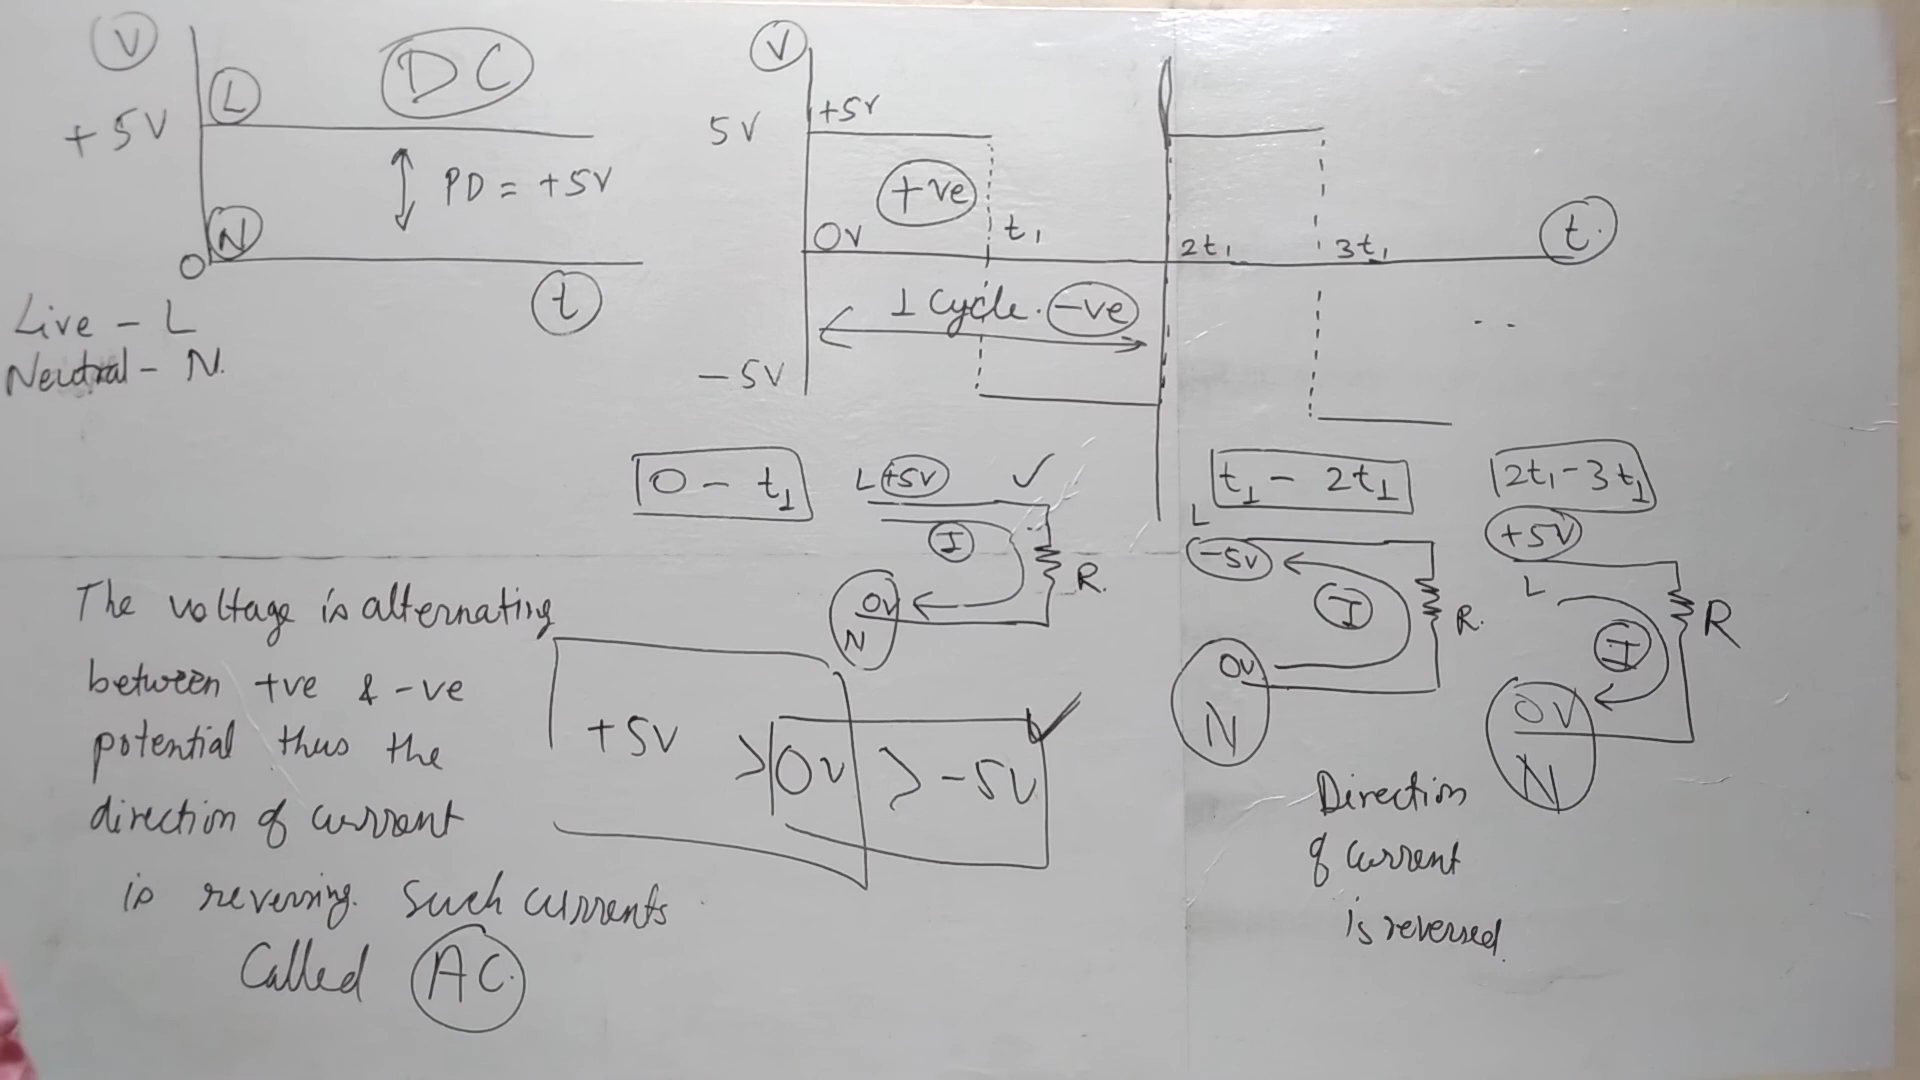 V
DC
L
+5V
PD = +5V
N
0
t
Live - L
Neutral - N.
V
+5V
5V
+ve
0V
t1
2t1
3t1
t.
1 Cycle.
-ve
-5V
. .
0 - t1
L +5V ✓
I
R.
0V
N
t1 - 2t1
L
-5V
I
R.
0V
N
2t1 - 3t1
+5V
L
I
R
0V
N
The voltage is alternating
between +ve & -ve
potential thus the
direction of current
is reversing. Such currents
Called AC.
+5V > 0V > -5V ✓
Direction
of current
is reversed.